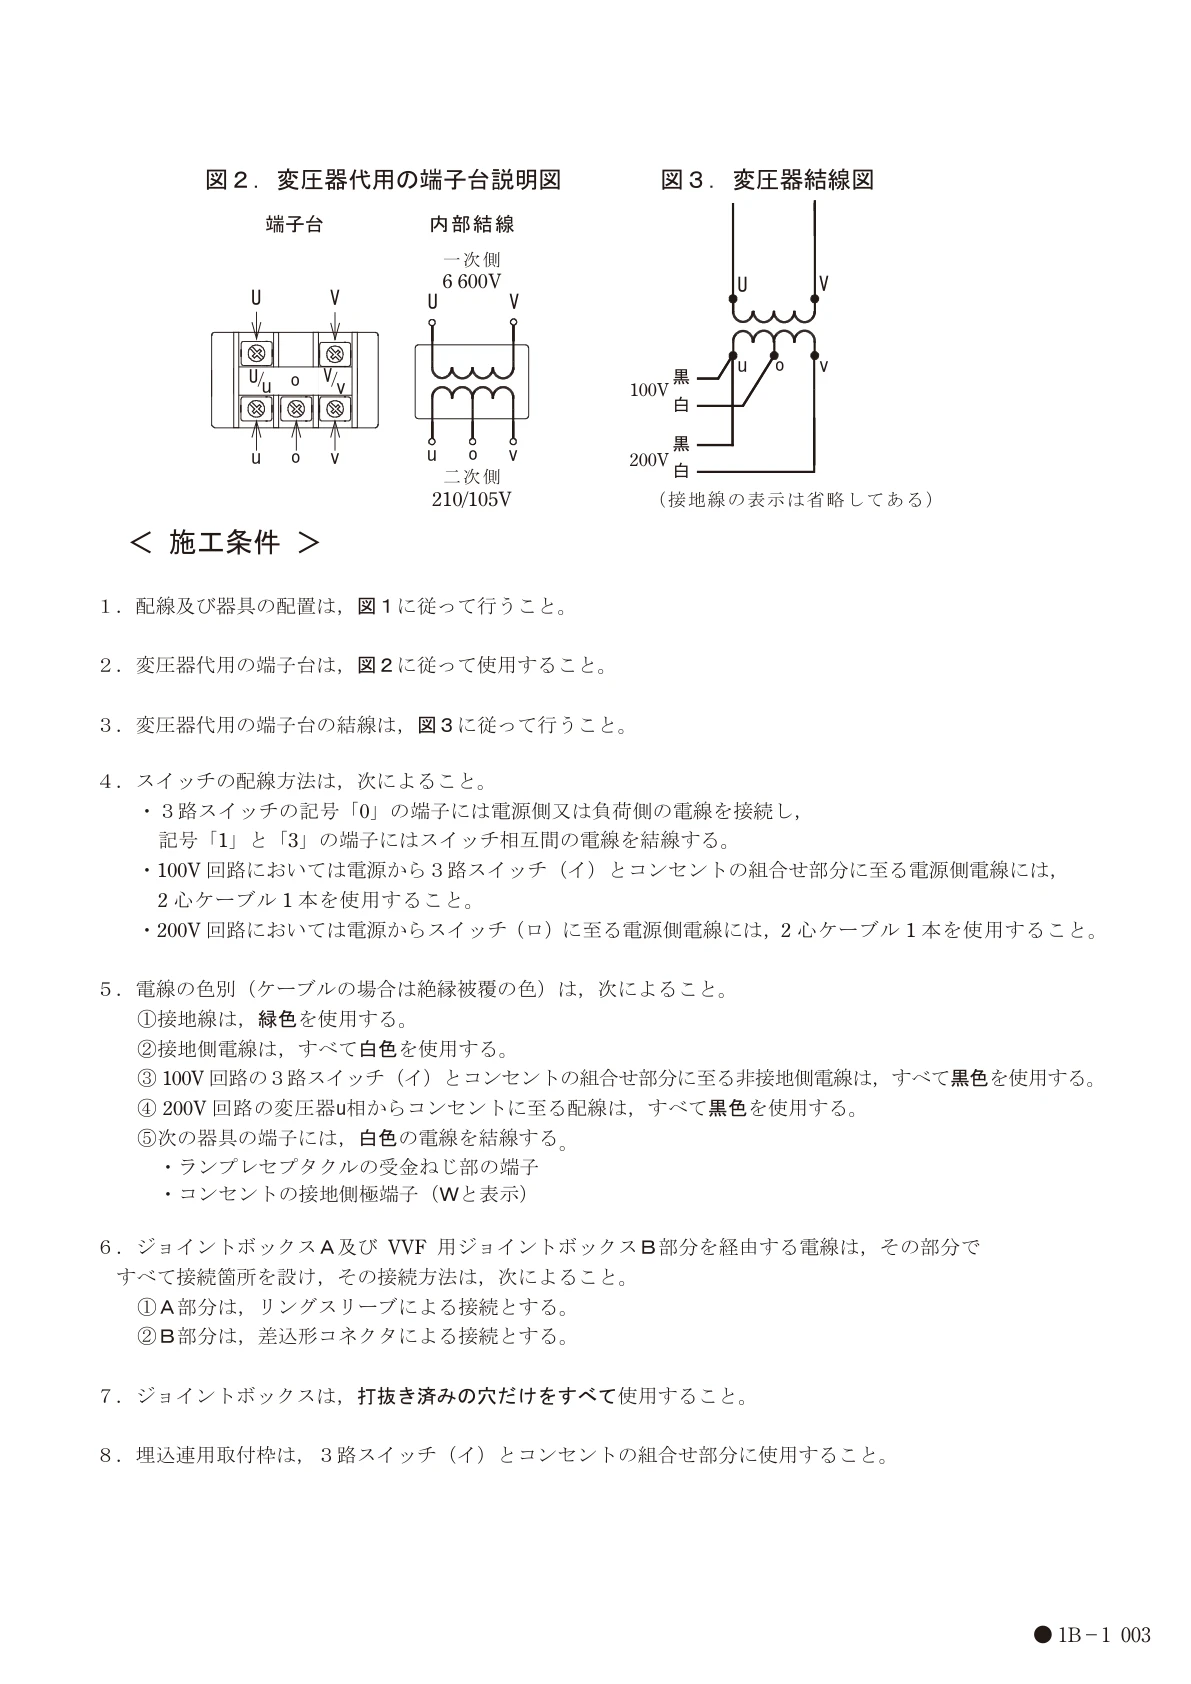 図２．変圧器代用の端子台説明図
図３．変圧器結線図
端子台
内部結線
一次側
6 600V
U
V
U
V
U/u
o
V/v
u
o
v
u
o
v
二次側
210/105V
U
V
u
o
v
100V
黒
白
200V
黒
白
（接地線の表示は省略してある）
＜ 施工条件 ＞
１．配線及び器具の配置は，図１に従って行うこと。
２．変圧器代用の端子台は，図２に従って使用すること。
３．変圧器代用の端子台の結線は，図３に従って行うこと。
４．スイッチの配線方法は，次によること。
・３路スイッチの記号「0」の端子には電源側又は負荷側の電線を接続し，
記号「1」と「3」の端子にはスイッチ相互間の電線を結線する。
・100V 回路においては電源から３路スイッチ（イ）とコンセントの組合せ部分に至る電源側電線には，
2 心ケーブル 1 本を使用すること。
・200V 回路においては電源からスイッチ（ロ）に至る電源側電線には，2 心ケーブル 1 本を使用すること。
５．電線の色別（ケーブルの場合は絶縁被覆の色）は，次によること。
①接地線は，緑色を使用する。
②接地側電線は，すべて白色を使用する。
③ 100V 回路の３路スイッチ（イ）とコンセントの組合せ部分に至る非接地側電線は，すべて黒色を使用する。
④ 200V 回路の変圧器u相からコンセントに至る配線は，すべて黒色を使用する。
⑤次の器具の端子には，白色の電線を結線する。
・ランプレセプタクルの受金ねじ部の端子
・コンセントの接地側極端子（Ｗと表示）
６．ジョイントボックスＡ及び VVF 用ジョイントボックスＢ部分を経由する電線は，その部分で
すべて接続箇所を設け，その接続方法は，次によること。
①Ａ部分は，リングスリーブによる接続とする。
②Ｂ部分は，差込形コネクタによる接続とする。
７．ジョイントボックスは，打抜き済みの穴だけをすべて使用すること。
８．埋込連用取付枠は，３路スイッチ（イ）とコンセントの組合せ部分に使用すること。
●1B－1 003